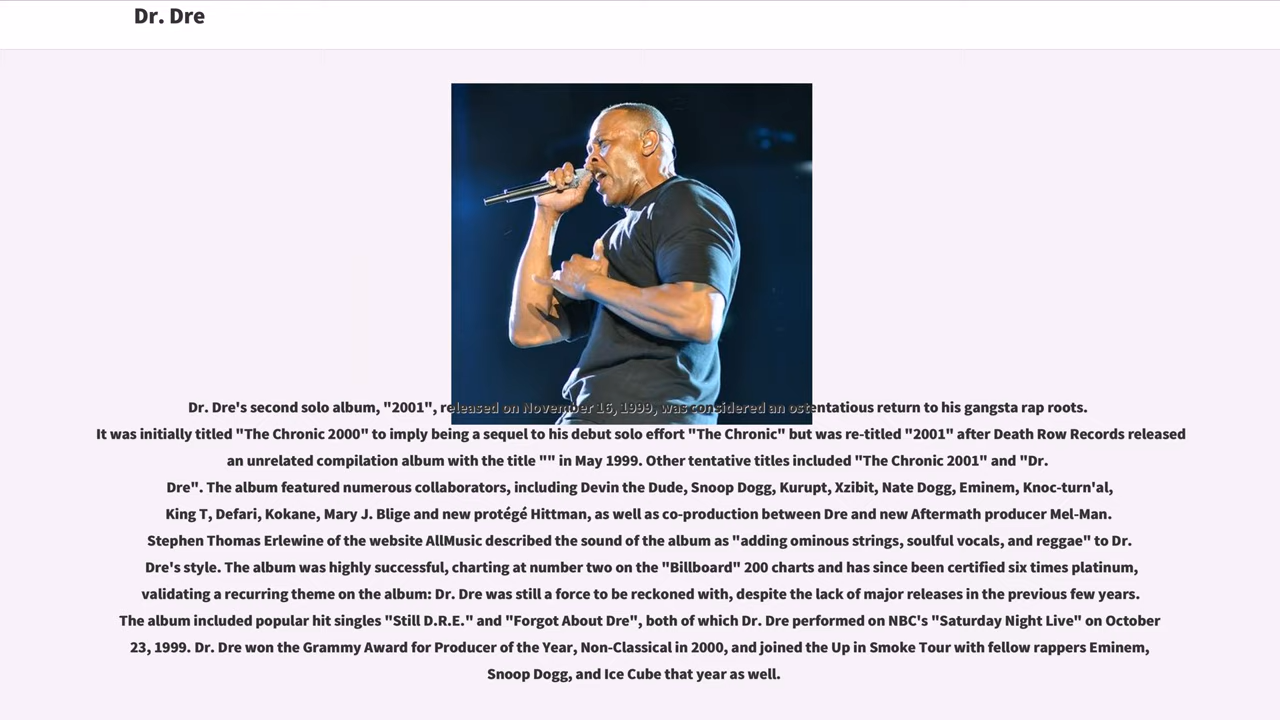 Dr. Dre
Dr. Dre's second solo album, "2001", released on November 16, 1999, was considered an ostentatious return to his gangsta rap roots.
It was initially titled "The Chronic 2000" to imply being a sequel to his debut solo effort "The Chronic" but was re-titled "2001" after Death Row Records released
an unrelated compilation album with the title "" in May 1999. Other tentative titles included "The Chronic 2001" and "Dr.
Dre". The album featured numerous collaborators, including Devin the Dude, Snoop Dogg, Kurupt, Xzibit, Nate Dogg, Eminem, Knoc-turn'al,
King T, Defari, Kokane, Mary J. Blige and new protégé Hittman, as well as co-production between Dre and new Aftermath producer Mel-Man.
Stephen Thomas Erlewine of the website AllMusic described the sound of the album as "adding ominous strings, soulful vocals, and reggae" to Dr.
Dre's style. The album was highly successful, charting at number two on the "Billboard" 200 charts and has since been certified six times platinum,
validating a recurring theme on the album: Dr. Dre was still a force to be reckoned with, despite the lack of major releases in the previous few years.
The album included popular hit singles "Still D.R.E." and "Forgot About Dre", both of which Dr. Dre performed on NBC's "Saturday Night Live" on October
23, 1999. Dr. Dre won the Grammy Award for Producer of the Year, Non-Classical in 2000, and joined the Up in Smoke Tour with fellow rappers Eminem,
Snoop Dogg, and Ice Cube that year as well.